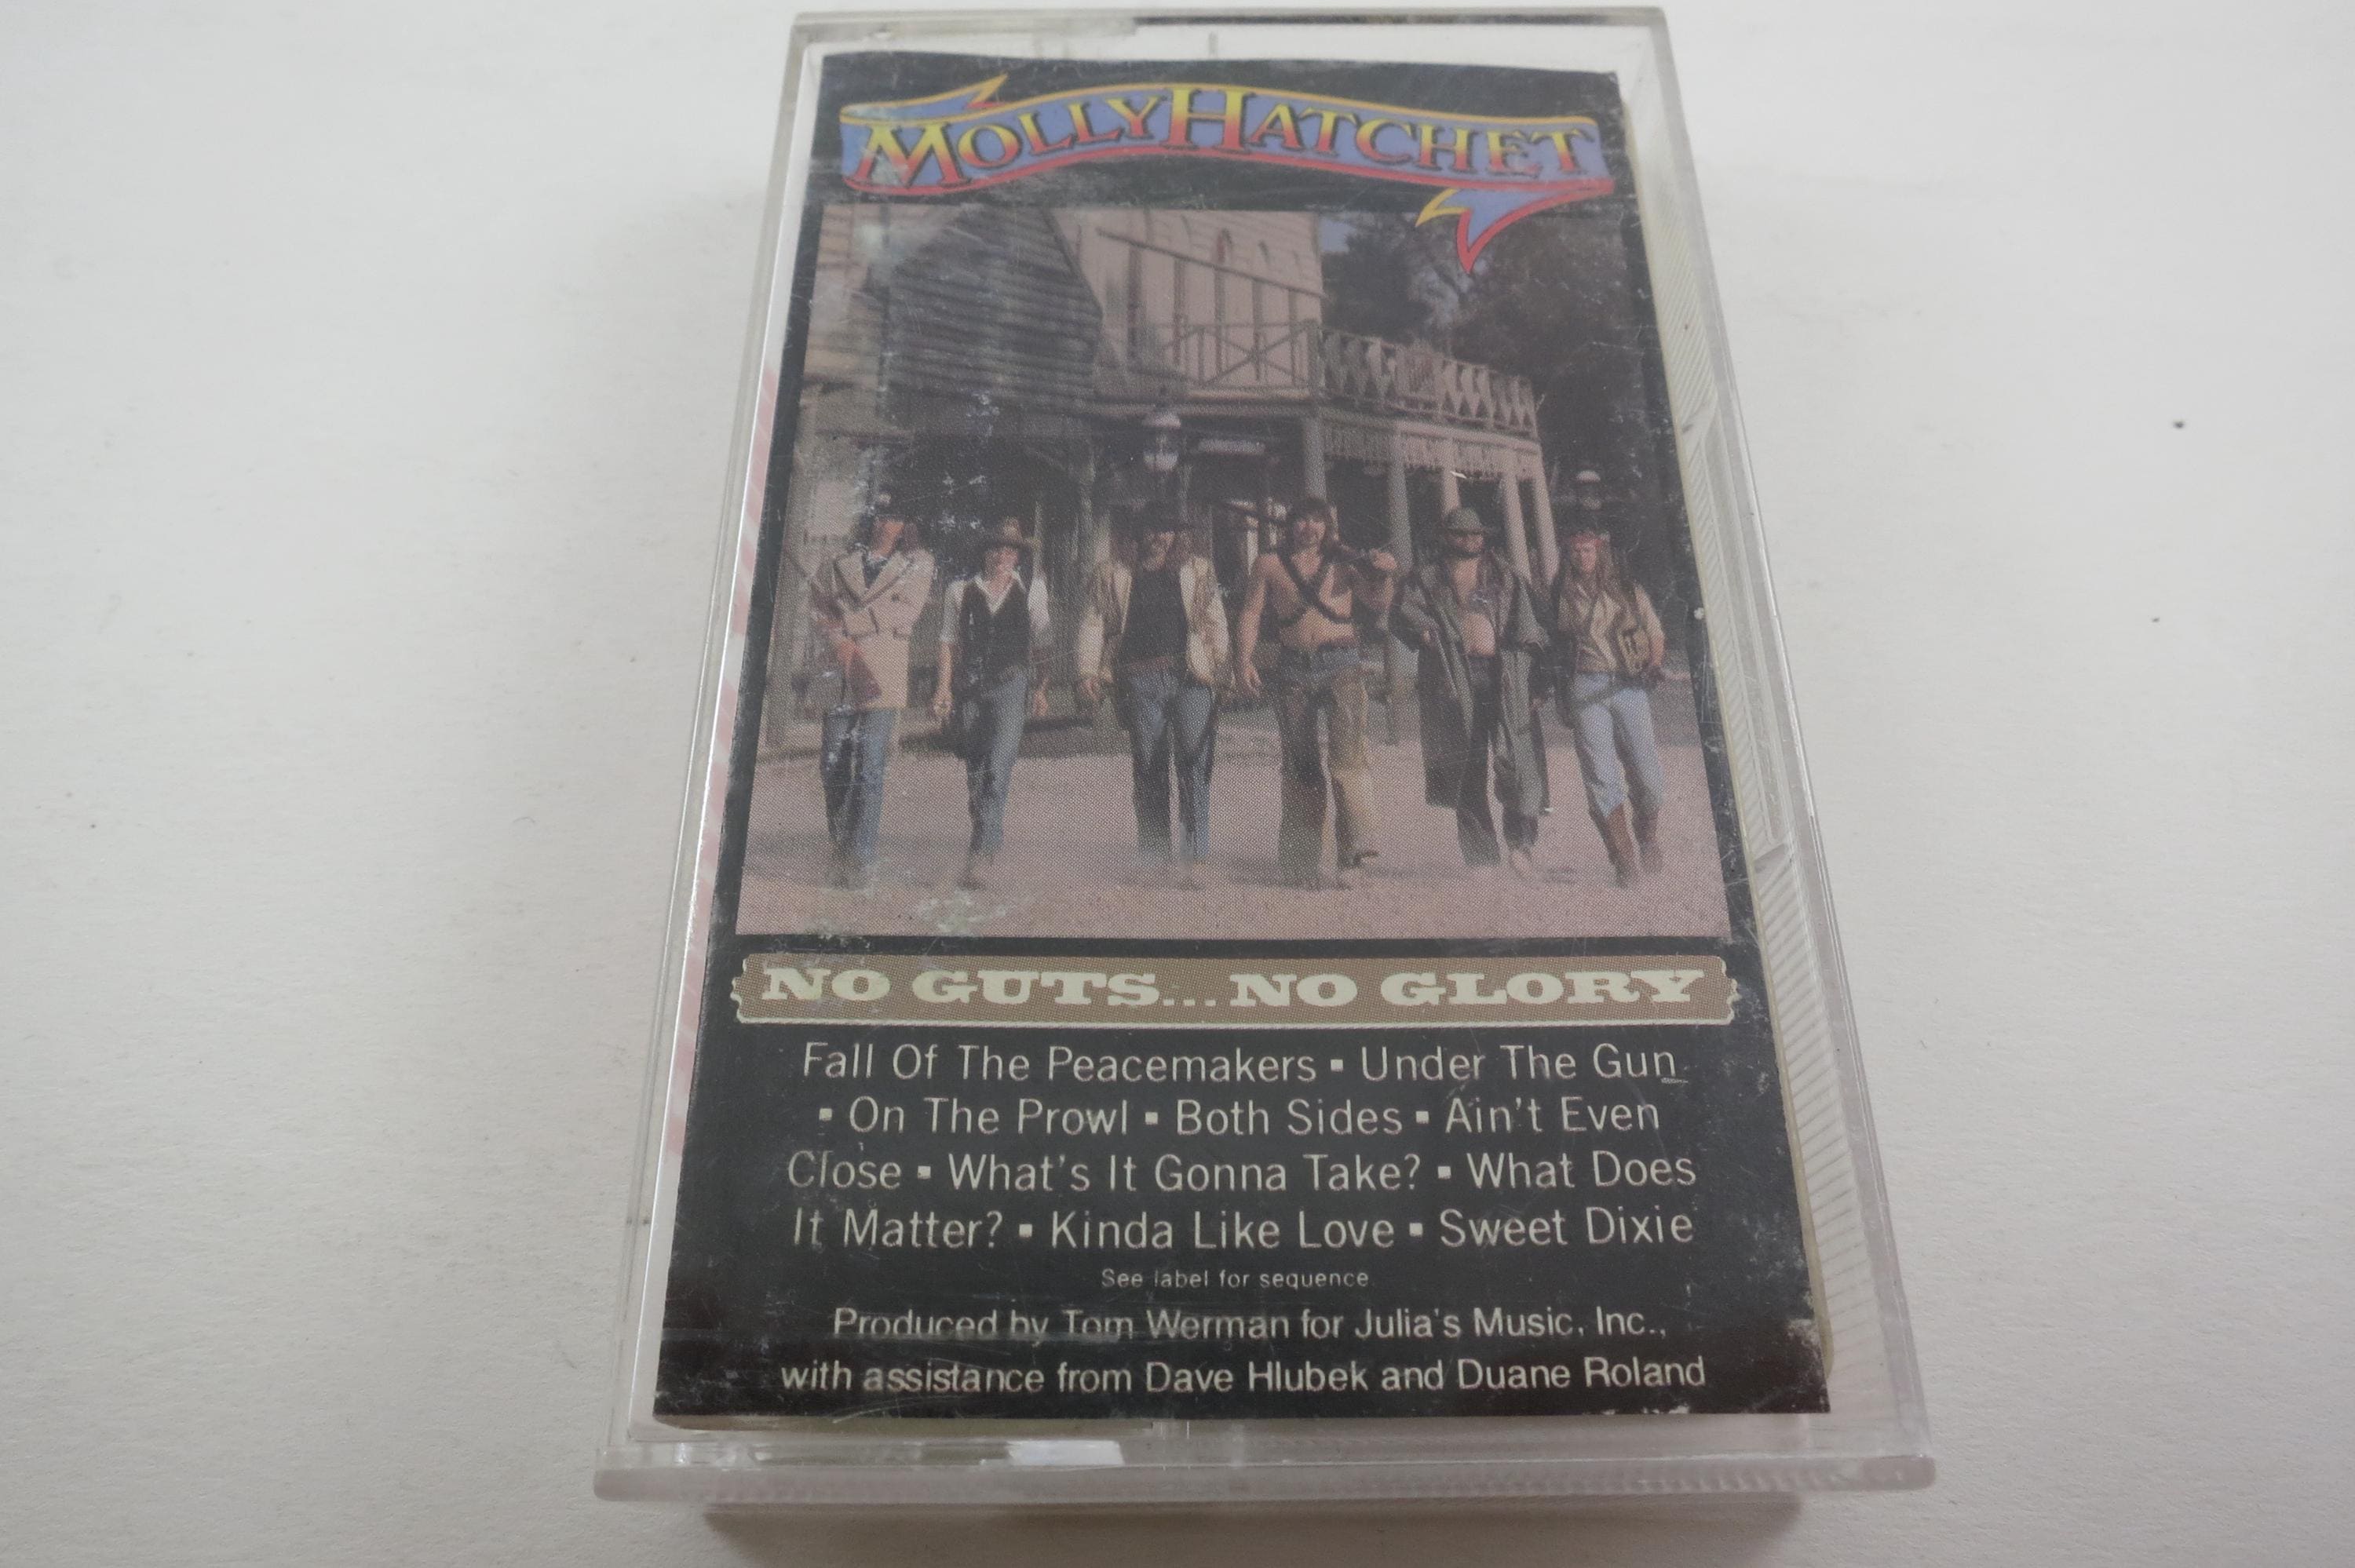 MOLLY HATCHET
NO GUTS...NO GLORY
Fall Of The Peacemakers ▪ Under The Gun
▪ On The Prowl ▪ Both Sides ▪ Ain't Even
Close ▪ What's It Gonna Take? ▪ What Does
It Matter? ▪ Kinda Like Love ▪ Sweet Dixie
See label for sequence.
Produced by Tom Werman for Julia's Music, Inc.,
with assistance from Dave Hlubek and Duane Roland